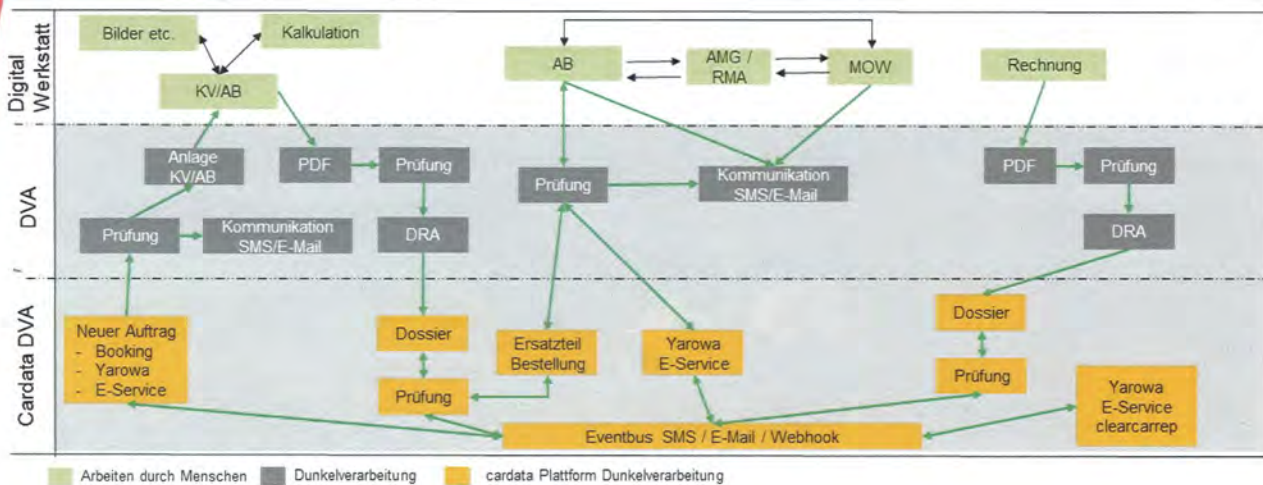 Digital
Werkstatt
Bilder etc.
Kalkulation
KV/AB
AB
AMG /
RMA
MOW
Rechnung
DVA
Anlage
KV/AB
PDF
Prüfung
Prüfung
Kommunikation
SMS/E-Mail
PDF
Prüfung
Prüfung
Kommunikation
SMS/E-Mail
DRA
DRA
Cardata DVA
Neuer Auftrag
- Booking
- Yarowa
- E-Service
Dossier
Prüfung
Ersatzteil
Bestellung
Yarowa
E-Service
Dossier
Prüfung
Yarowa
E-Service
clearcarrep
Eventbus SMS / E-Mail / Webhook
Arbeiten durch Menschen
Dunkelverarbeitung
cardata Plattform Dunkelverarbeitung